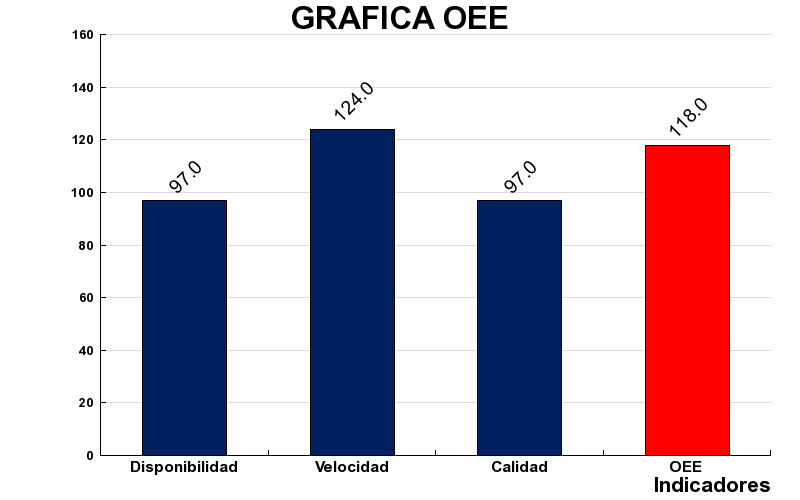 GRAFICA OEE
160
140
120
100
80
60
40
20
0
97.0
124.0
97.0
118.0
Disponibilidad
Velocidad
Calidad
OEE
Indicadores